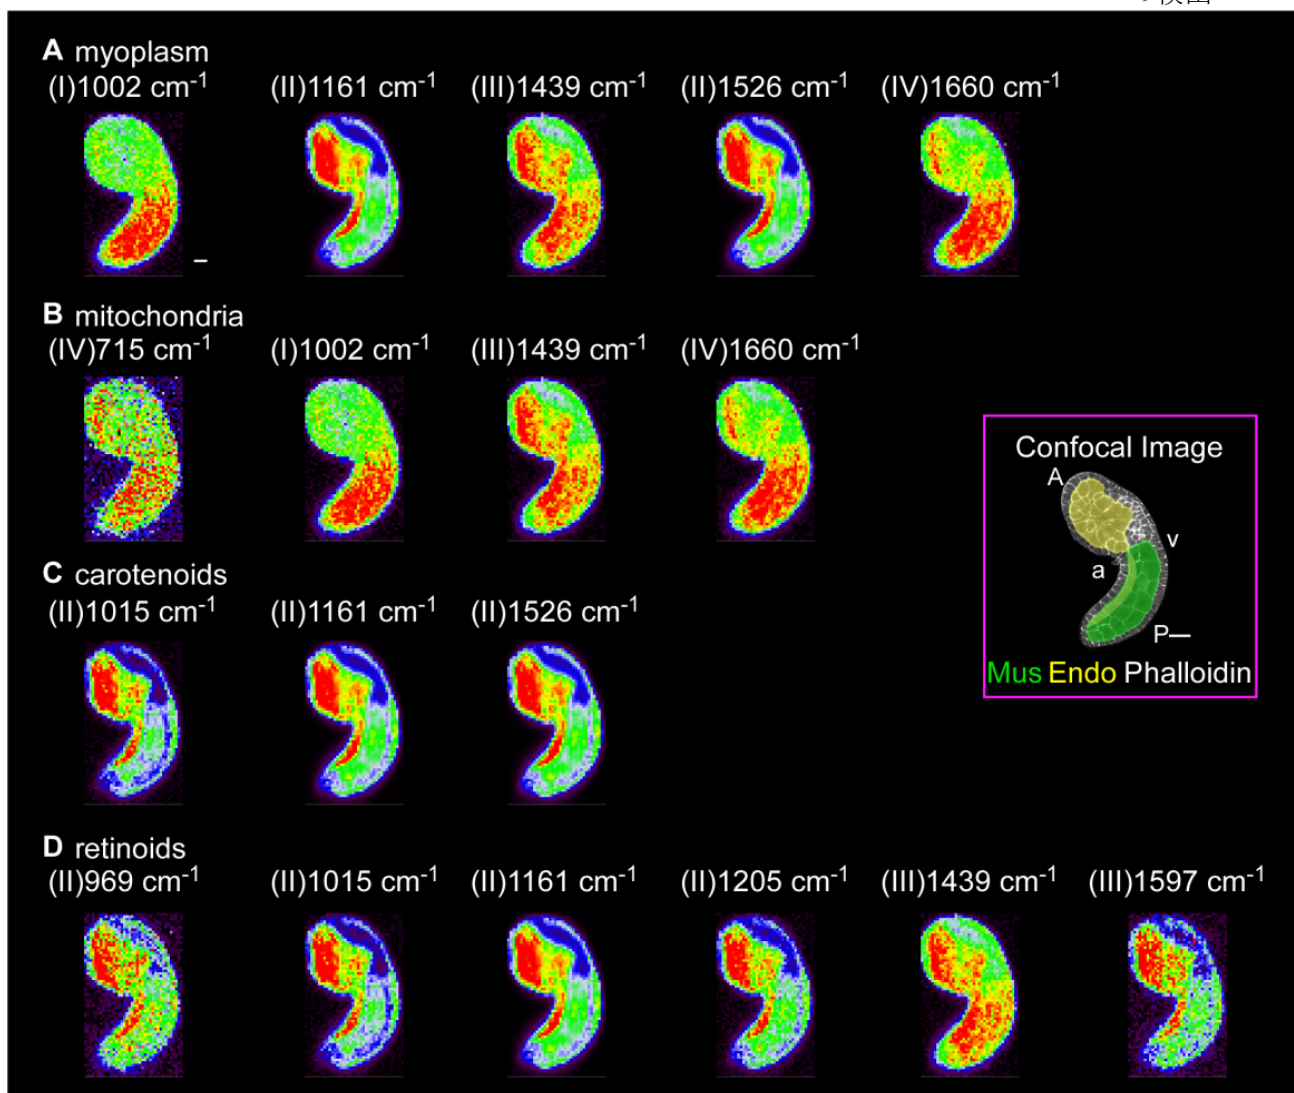 A myoplasm
(I)1002 cm-1 (II)1161 cm-1 (III)1439 cm-1 (II)1526 cm-1 (IV)1660 cm-1
B mitochondria
(IV)715 cm-1 (I)1002 cm-1 (III)1439 cm-1 (IV)1660 cm-1
Confocal Image
A
v
a
P
Mus Endo Phalloidin
C carotenoids
(II)1015 cm-1 (II)1161 cm-1 (II)1526 cm-1
D retinoids
(II)969 cm-1 (II)1015 cm-1 (II)1161 cm-1 (II)1205 cm-1 (III)1439 cm-1 (III)1597 cm-1